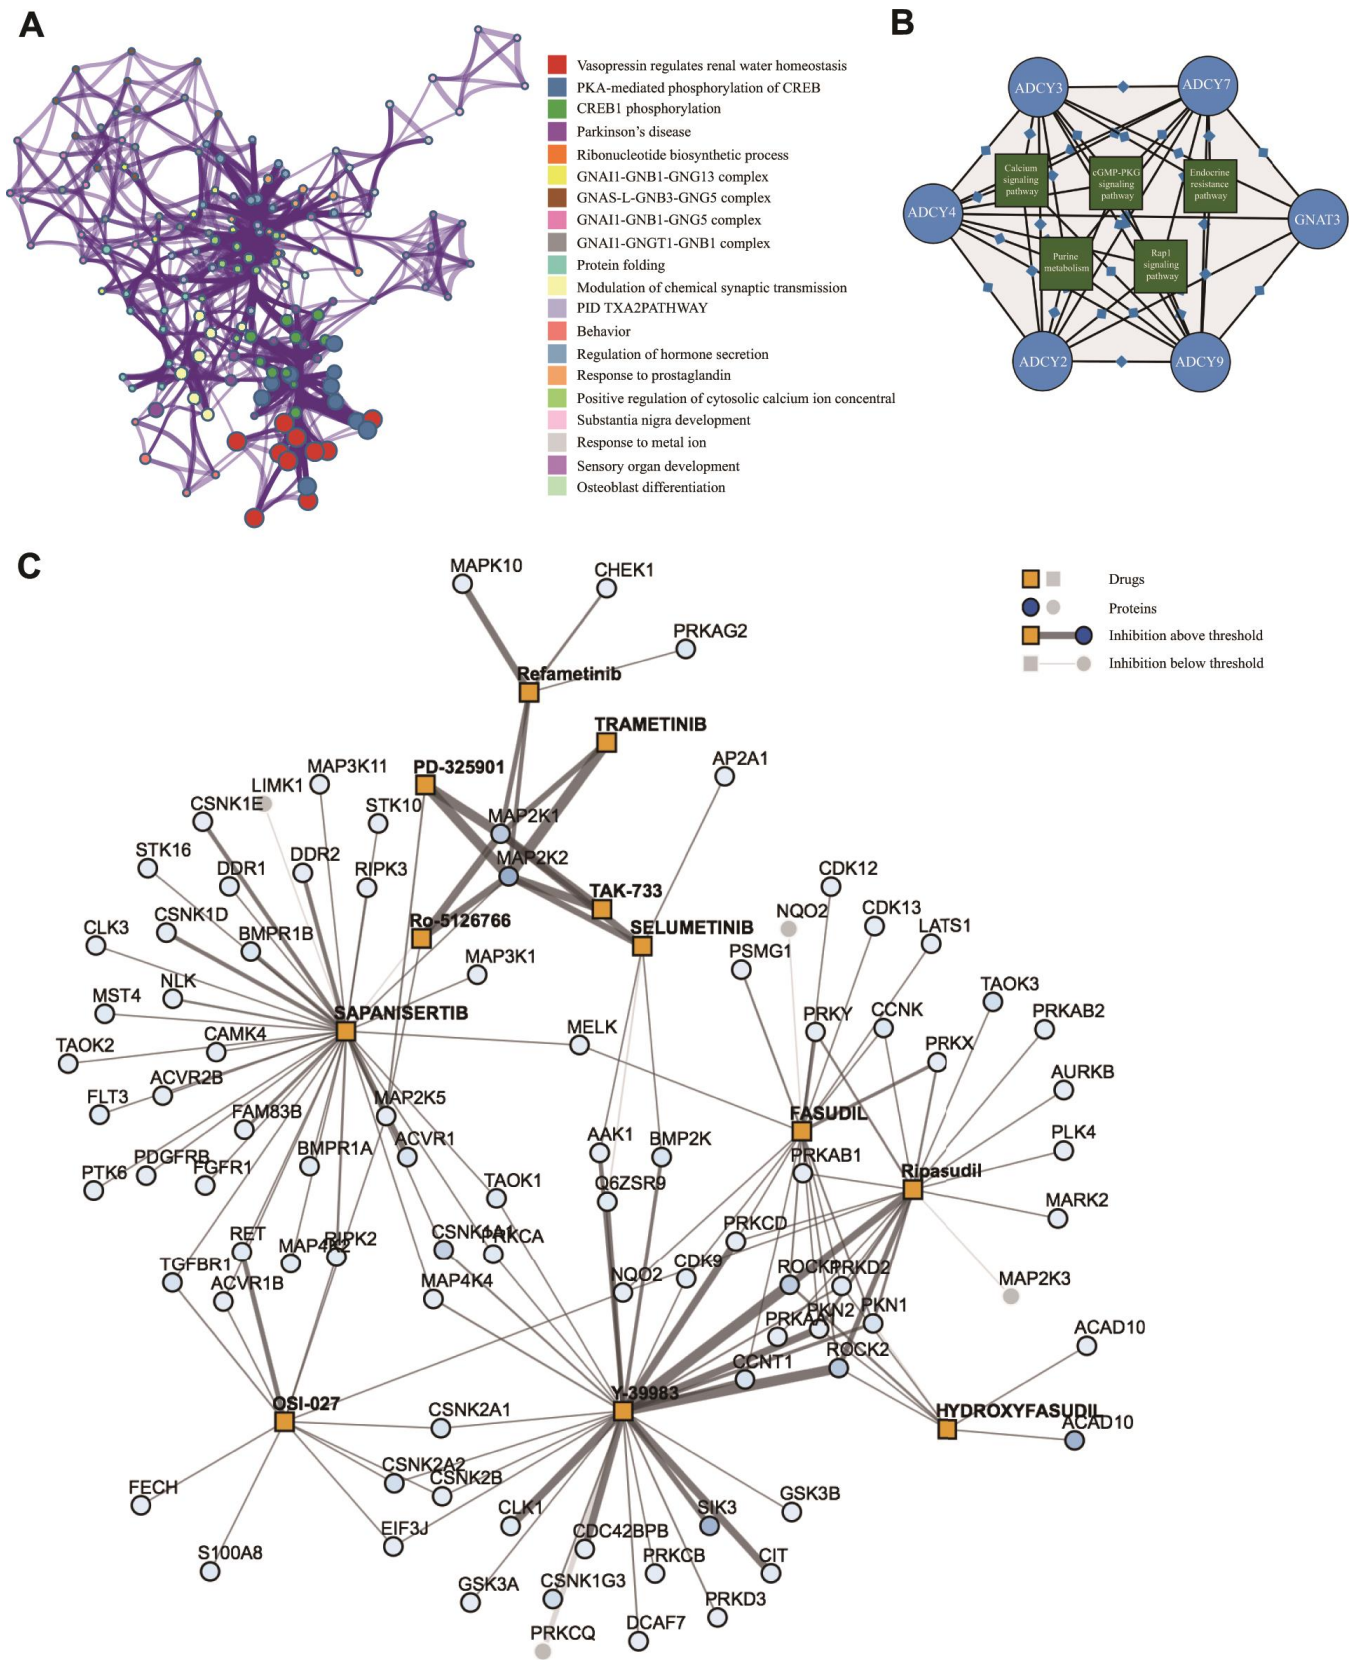 A
Vasopressin regulates renal water homeostasis
PKA-mediated phosphorylation of CREB
CREB1 phosphorylation
Parkinson's disease
Ribonucleotide biosynthetic process
GNAI1-GNB1-GNG13 complex
GNAS-L-GNB3-GNG5 complex
GNAI1-GNB1-GNG5 complex
GNAI1-GNGT1-GNB1 complex
Protein folding
Modulation of chemical synaptic transmission
PID TXA2PATHWAY
Behavior
Regulation of hormone secretion
Response to prostaglandin
Positive regulation of cytosolic calcium ion concentral
Substantia nigra development
Response to metal ion
Sensory organ development
Osteoblast differentiation
B
ADCY3
ADCY7
Calcium
signaling
pathway
cGMP-PKG
signaling
pathway
Endocrine
resistance
pathway
ADCY4
GNAT3
Purine
metabolism
Rap1
signaling
pathway
ADCY2
ADCY9
C
Drugs
Proteins
Inhibition above threshold
Inhibition below threshold
MAPK10
CHEK1
PRKAG2
Refametinib
TRAMETINIB
PD-325901
AP2A1
MAP3K11
LIMK1
CSNK1E
STK10
MAP2K1
MAP2K2
STK16
DDR1
DDR2
RIPK3
TAK-733
CDK12
CLK3
CSNK1D
BMPR1B
Ro-5126766
SELUMETINIB
NQO2
CDK13
LATS1
PSMG1
MAP3K1
NLK
MST4
SAPANISERTIB
TAOK3
PRKAB2
TAOK2
CAMK4
MELK
PRKY
CCNK
PRKX
FLT3
ACVR2B
MAP2K5
AURKB
FAM83B
FASUDIL
PLK4
PTK6
PDGFRB
FGFR1
BMPR1A
ACVR1
AAK1
BMP2K
PRKAB1
Ripasudil
TAOK1
Q6ZSR9
MARK2
RET
MAP4K2
RIPK2
CSNK1A1
PRKCA
PRKCD
TGFBR1
ACVR1B
MAP4K4
NQO2
CDK9
ROCK1
PRKD2
MAP2K3
PRKAA1
PKN2
PKN1
ACAD10
CCNT1
ROCK2
OSI-027
Y-39983
CSNK2A1
HYDROXYFASUDIL
ACAD10
FECH
CSNK2A2
CSNK2B
CLK1
SIK3
GSK3B
EIF3J
CDC42BPB
S100A8
PRKCB
CIT
GSK3A
CSNK1G3
PRKD3
PRKCQ
DCAF7